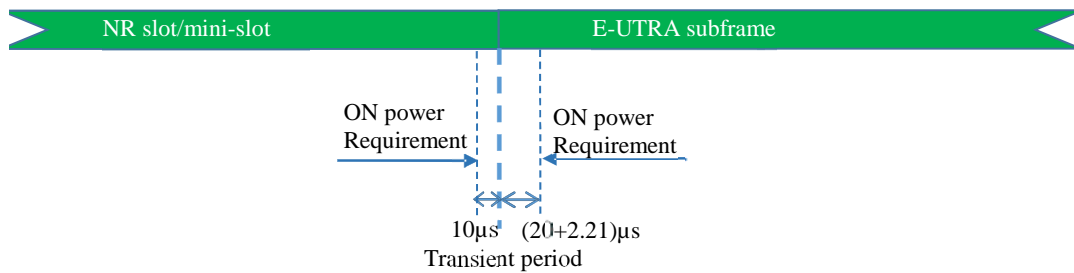 NR slot/mini-slot
E-UTRA subframe
ON power
Requirement
ON power
Requirement
10µs
(20+2.21)µs
Transient period